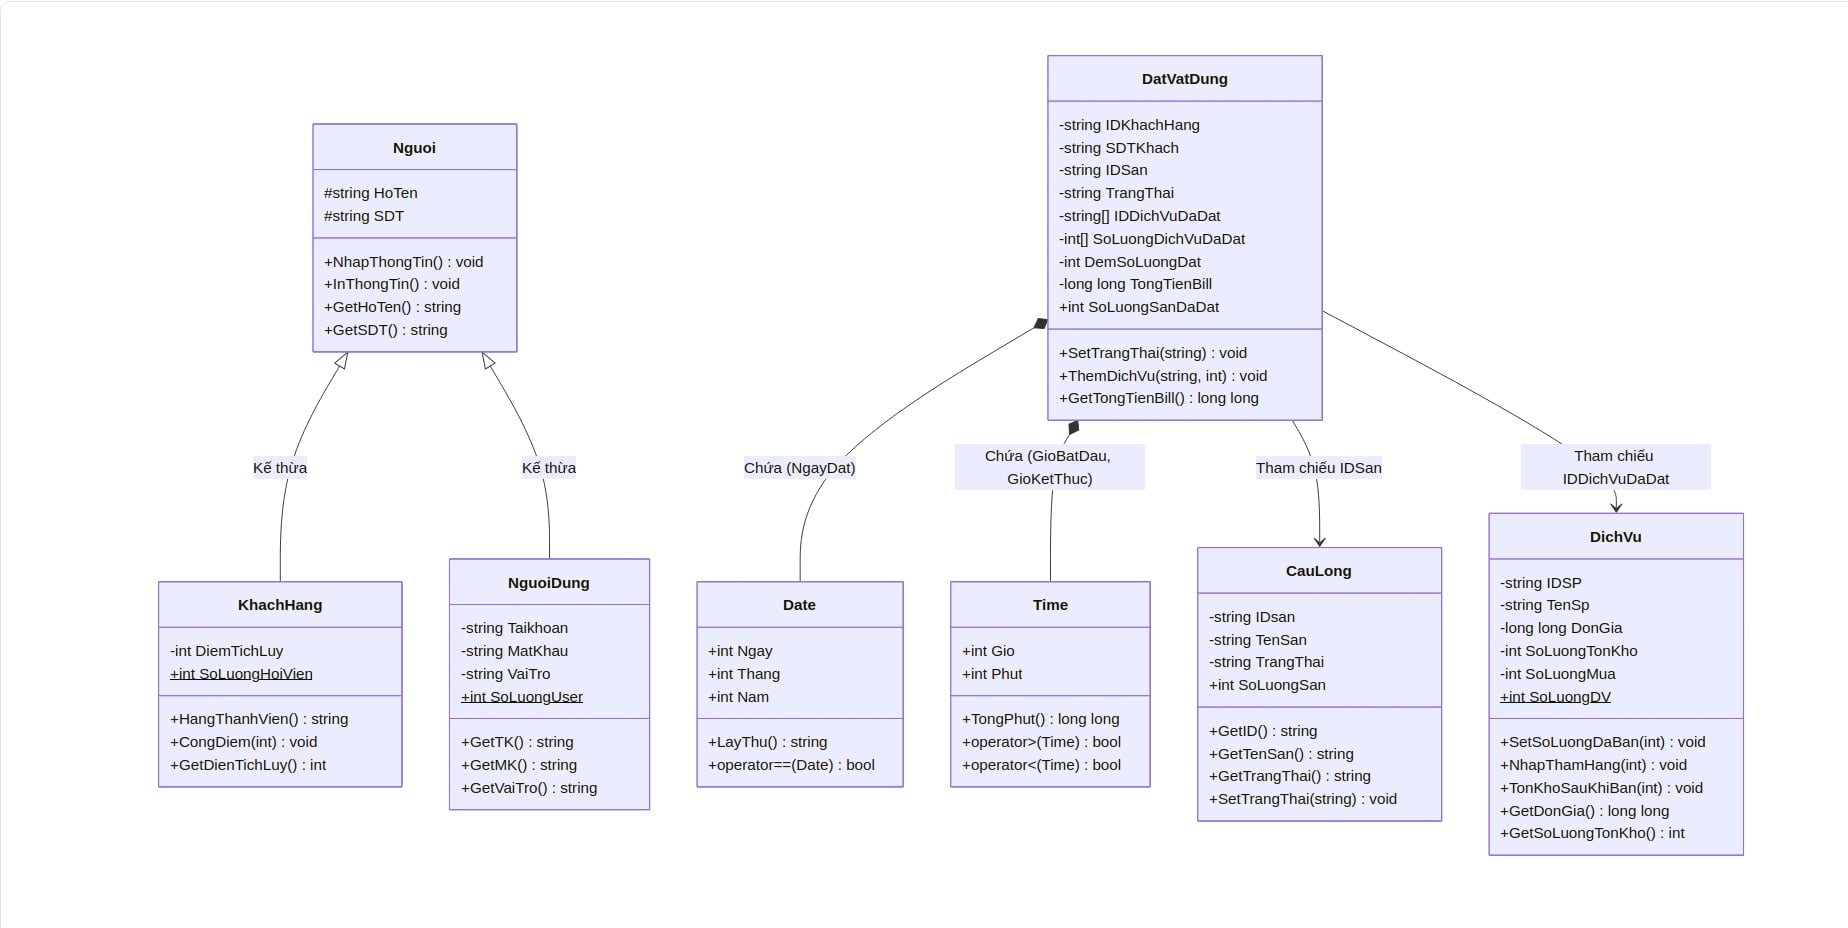 Nguoi
#string HoTen
#string SDT
+NhapThongTin() : void
+InThongTin() : void
+GetHoTen() : string
+GetSDT() : string
DatVatDung
-string IDKhachHang
-string SDTKhach
-string IDSan
-string TrangThai
-string[] IDDichVuDaDat
-int[] SoLuongDichVuDaDat
-int DemSoLuongDat
-long long TongTienBill
+int SoLuongSanDaDat
+SetTrangThai(string) : void
+ThemDichVu(string, int) : void
+GetTongTienBill() : long long
Kế thừa
Kế thừa
Chứa (NgayDat)
Chứa (GioBatDau,
GioKetThuc)
Tham chiếu IDSan
Tham chiếu
IDDichVuDaDat
KhachHang
-int DiemTichLuy
+int SoLuongHoiVien
+HangThanhVien() : string
+CongDiem(int) : void
+GetDienTichLuy() : int
NguoiDung
-string Taikhoan
-string MatKhau
-string VaiTro
+int SoLuongUser
+GetTK() : string
+GetMK() : string
+GetVaiTro() : string
Date
+int Ngay
+int Thang
+int Nam
+LayThu() : string
+operator==(Date) : bool
Time
+int Gio
+int Phut
+TongPhut() : long long
+operator>(Time) : bool
+operator<(Time) : bool
CauLong
-string IDsan
-string TenSan
-string TrangThai
+int SoLuongSan
+GetID() : string
+GetTenSan() : string
+GetTrangThai() : string
+SetTrangThai(string) : void
DichVu
-string IDSP
-string TenSp
-long long DonGia
-int SoLuongTonKho
-int SoLuongMua
+int SoLuongDV
+SetSoLuongDaBan(int) : void
+NhapThamHang(int) : void
+TonKhoSauKhiBan(int) : void
+GetDonGia() : long long
+GetSoLuongTonKho() : int